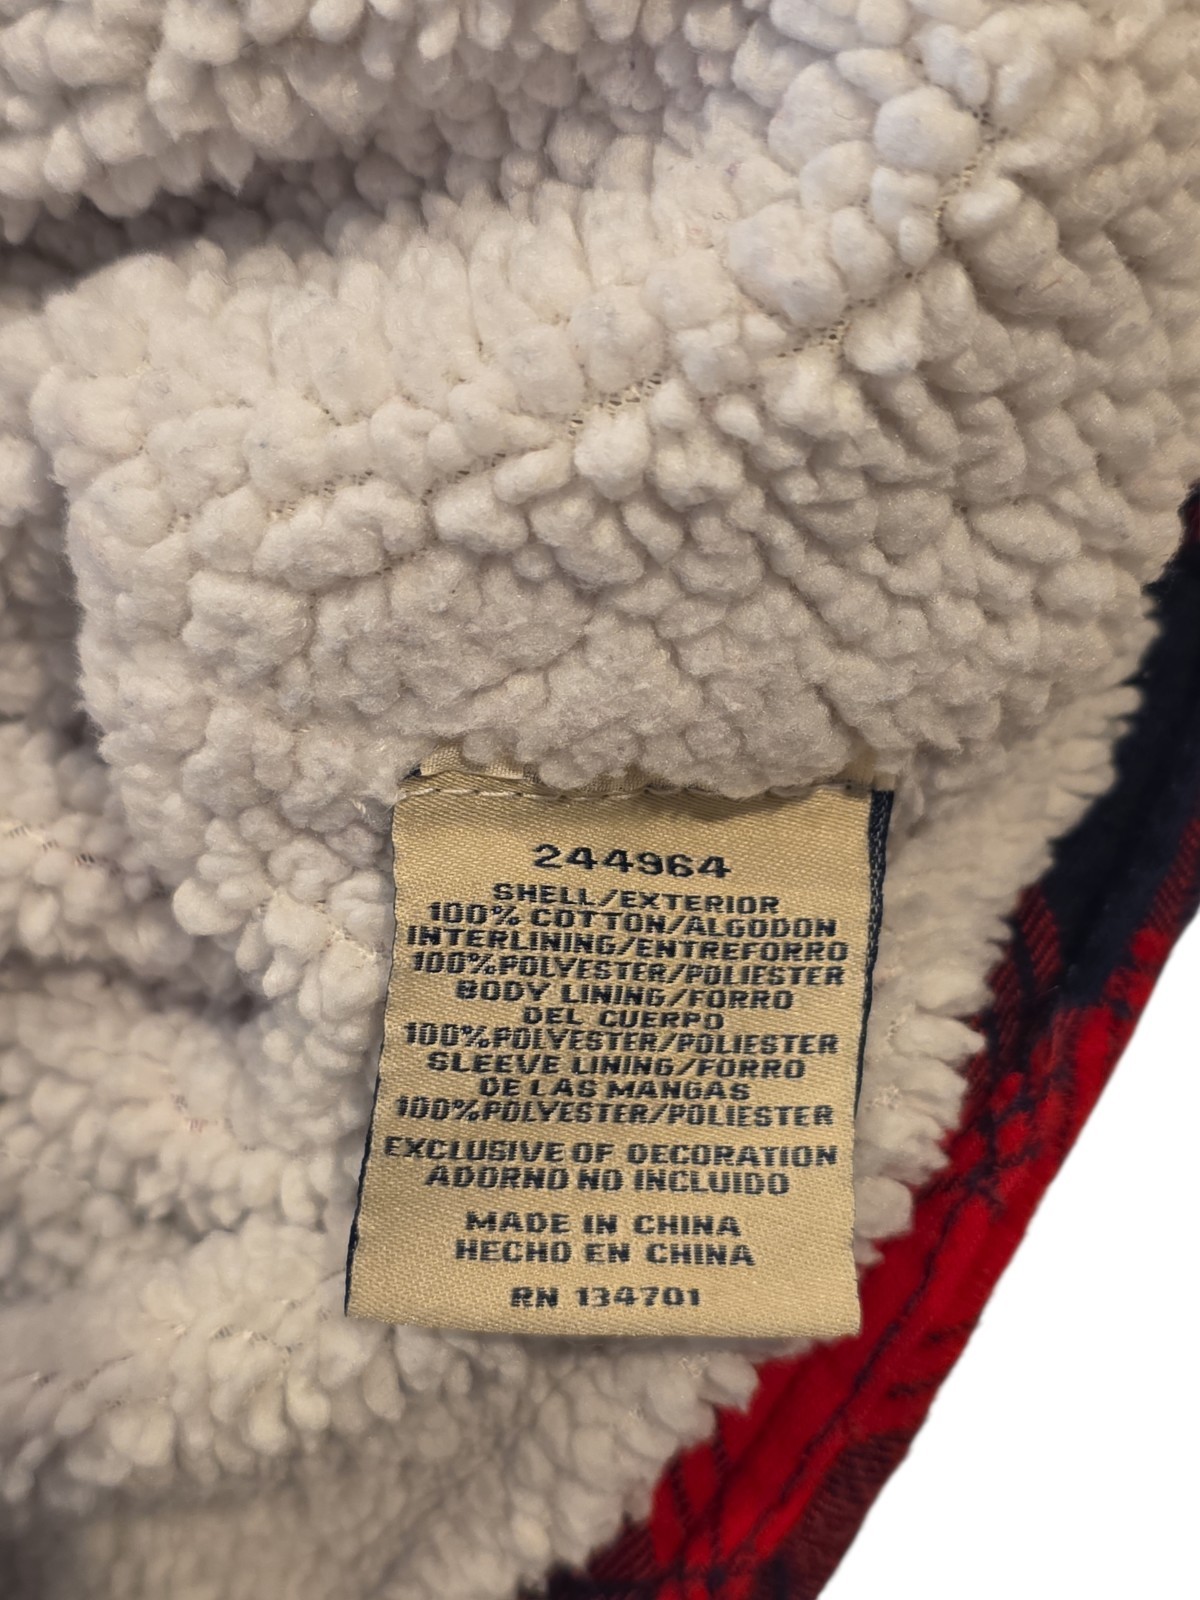 244964
SHELL/EXTERIOR
100% COTTON/ALGODON
INTERLINING/ENTREFORRO
100%POLYESTER/POLIESTER
BODY LINING/FORRO
DEL CUERPO
100%POLYESTER/POLIESTER
SLEEVE LINING/FORRO
DE LAS MANGAS
100%POLYESTER/POLIESTER
EXCLUSIVE OF DECORATION
ADORNO NO INCLUIDO
MADE IN CHINA
HECHO EN CHINA
RN 134701